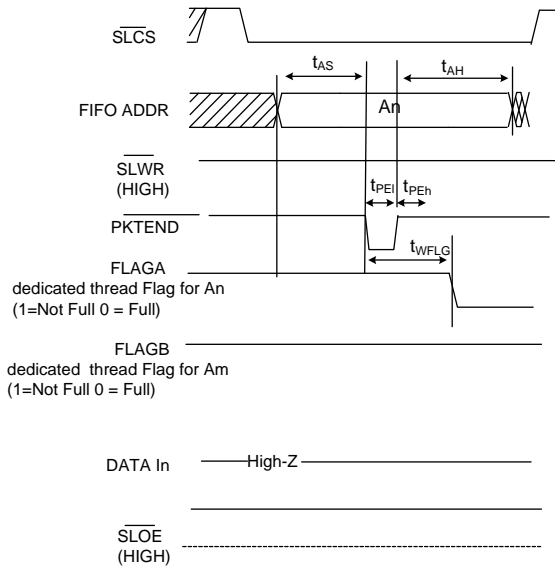 SLCS
tAS
tAH
FIFO ADDR
An
SLWR
(HIGH)
tPEl
tPEh
PKTEND
tWFLG
FLAGA
dedicated thread Flag for An
(1=Not Full 0 = Full)
FLAGB
dedicated thread Flag for Am
(1=Not Full 0 = Full)
DATA In
High-Z
SLOE
(HIGH)